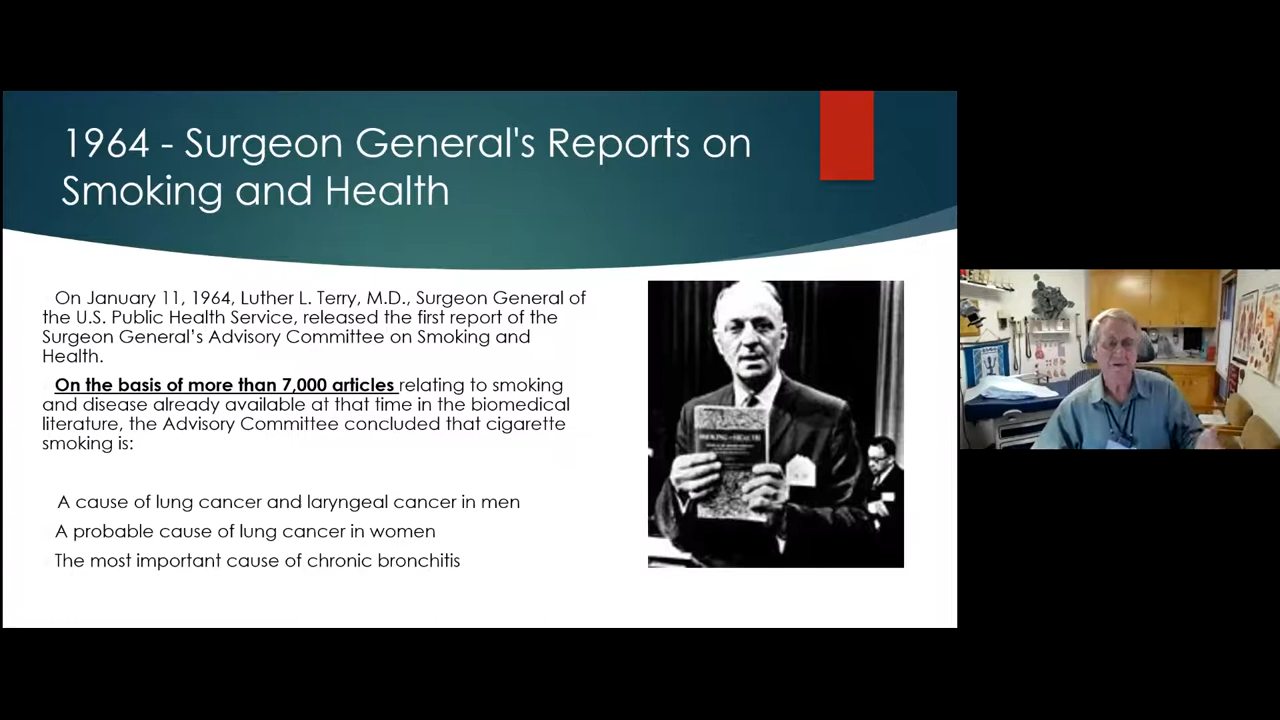 1964 - Surgeon General's Reports on
Smoking and Health
On January 11, 1964, Luther L. Terry, M.D., Surgeon General of
the U.S. Public Health Service, released the first report of the
Surgeon General’s Advisory Committee on Smoking and
Health.
On the basis of more than 7,000 articles relating to smoking
and disease already available at that time in the biomedical
literature, the Advisory Committee concluded that cigarette
smoking is:
A cause of lung cancer and laryngeal cancer in men
A probable cause of lung cancer in women
The most important cause of chronic bronchitis
SMOKING and HEALTH